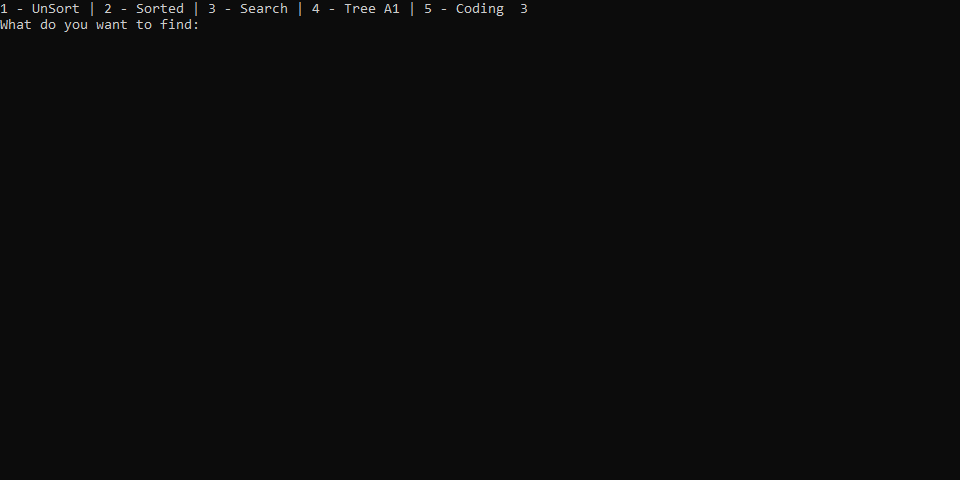 1 - UnSort | 2 - Sorted | 3 - Search | 4 - Tree A1 | 5 - Coding  3
What do you want to find: